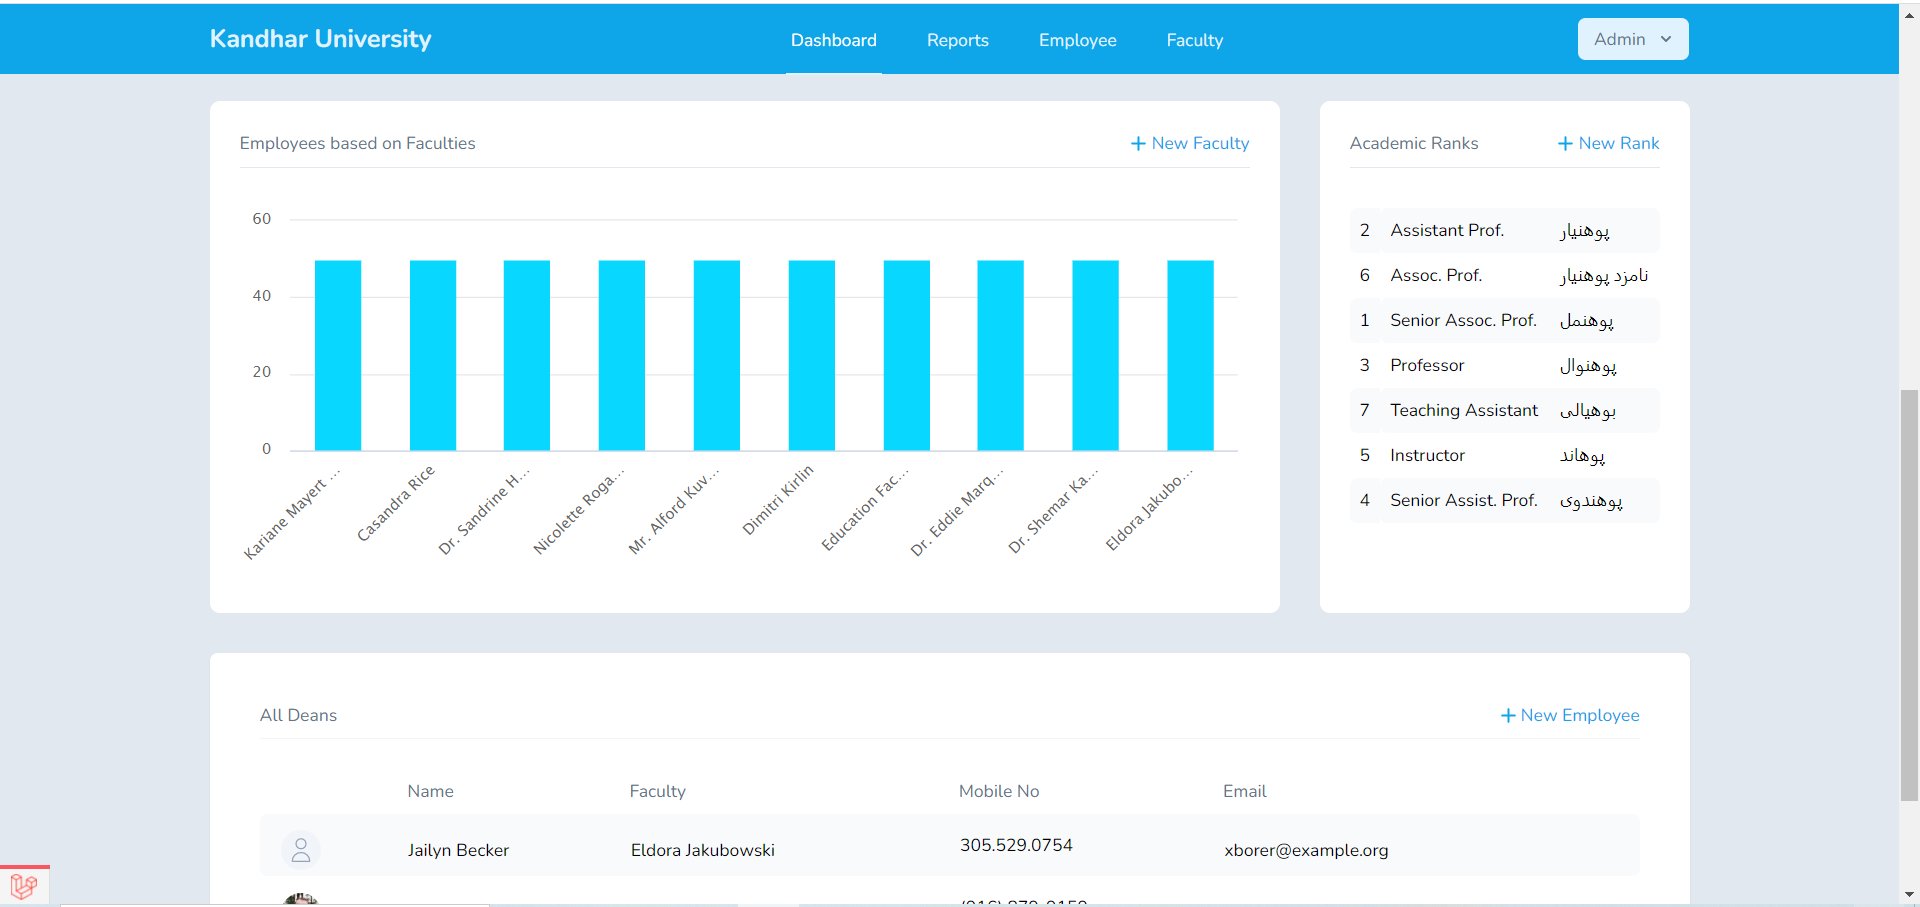 Kandhar University
Dashboard Reports Employee Faculty
Admin
Employees based on Faculties
+ New Faculty
60
40
20
0
Kariane Mayert ...
Casandra Rice
Dr. Sandrine H...
Nicolette Roga...
Mr. Alford Kuv...
Dimitri Kirlin
Education Fac...
Dr. Eddie Marq...
Dr. Shemar Ka...
Eldora Jakubo...
Academic Ranks
+ New Rank
2 Assistant Prof. پوهنیار
6 Assoc. Prof. نامزد پوهنیار
1 Senior Assoc. Prof. پوهنمل
3 Professor پوهنوال
7 Teaching Assistant بوهیالی
5 Instructor پوهاند
4 Senior Assist. Prof. پوهندوی
All Deans
+ New Employee
Name Faculty Mobile No Email
Jailyn Becker Eldora Jakubowski 305.529.0754 xborer@example.org